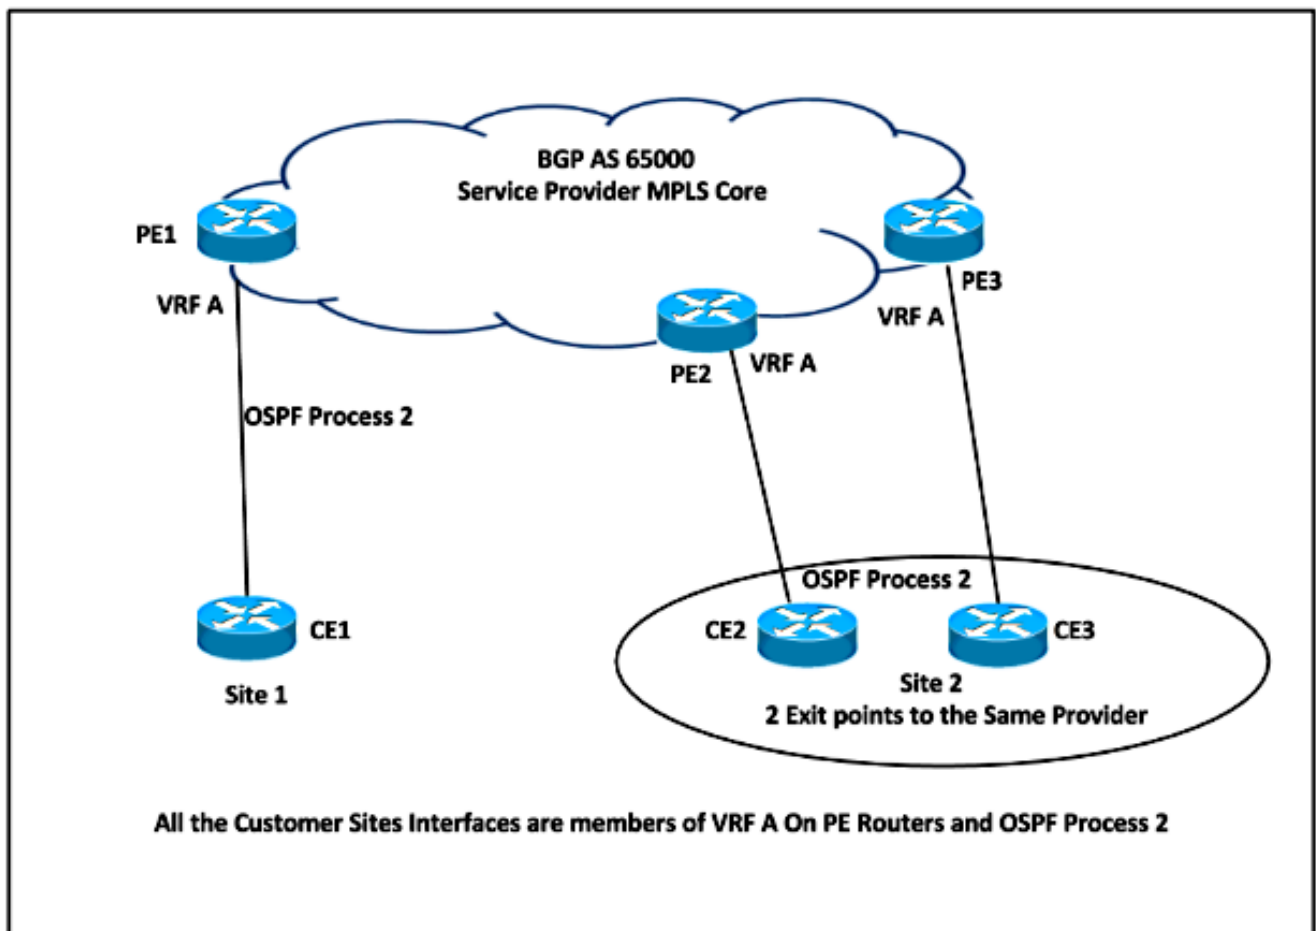 BGP AS 65000
Service Provider MPLS Core
PE1
VRF A
PE3
VRF A
PE2
VRF A
OSPF Process 2
OSPF Process 2
CE1
CE2
CE3
Site 1
Site 2
2 Exit points to the Same Provider
All the Customer Sites Interfaces are members of VRF A On PE Routers and OSPF Process 2